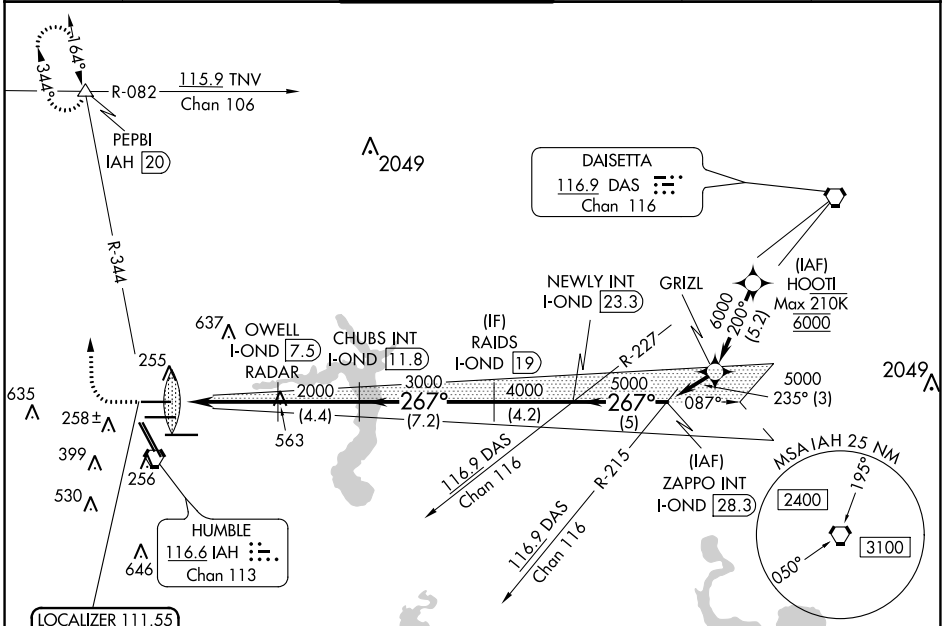 164°
344°
R-082
115.9 TNV
Chan 106
PEPBI
IAH 20
2049
DAISETTA
116.9 DAS
Chan 116
R-344
NEWLY INT
I-OND 23.3
GRIZL
(IAF)
HOOTI
Max 210K
6000
6000
200°
(5.2)
637
OWELL
I-OND 7.5
RADAR
CHUBS INT
I-OND 11.8
(IF)
RAIDS
I-OND 19
R-227
255
2000
3000
4000
5000
5000
2049
635
258±
267°
267°
087°
235° (3)
563
(4.4)
(7.2)
(4.2)
(5)
399
256
530
116.9 DAS
Chan 116
R-215
(IAF)
ZAPPO INT
I-OND 28.3
MSA IAH 25 NM
195°
2400
3100
050°
HUMBLE
116.6 IAH
Chan 113
646
116.9 DAS
Chan 116
LOCALIZER 111.55